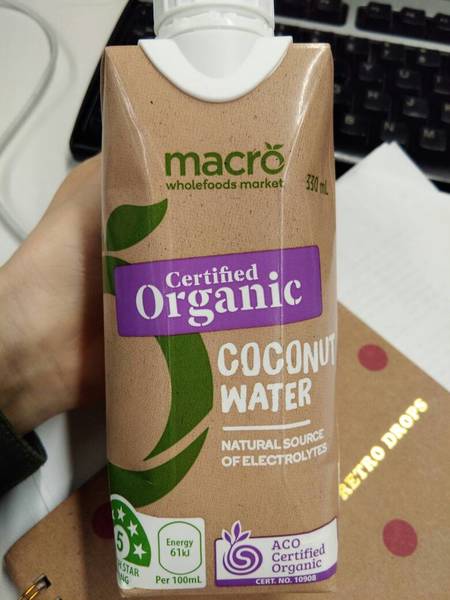 macro
wholefoods market
330 mL
Certified
Organic
COCONUT
WATER
NATURAL SOURCE
OF ELECTROLYTES
5
STAR
Energy
61kJ
Per 100mL
ACO
Certified
Organic
CERT. NO. 10908
RETRO DROPS